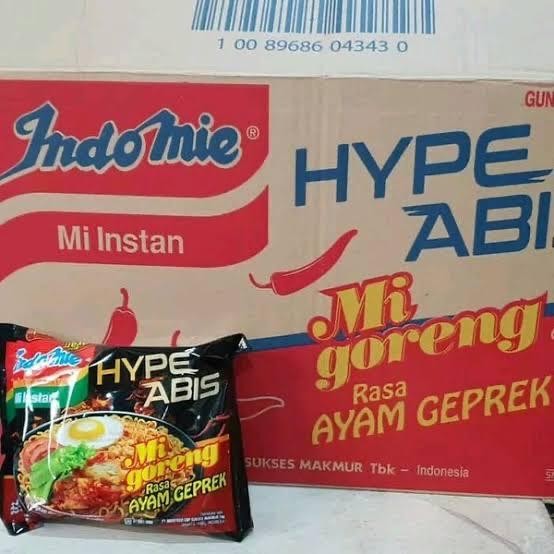 1 00 89686 04343 0
GUN
Indomie®
HYPE
ABIS
Mi Instan
Mi
goreng
Rasa
AYAM GEPREK
SUKSES MAKMUR Tbk – Indonesia
Indomie
Mi Instan
HYPE
ABIS
Mi
goreng
Rasa
AYAM GEPREK